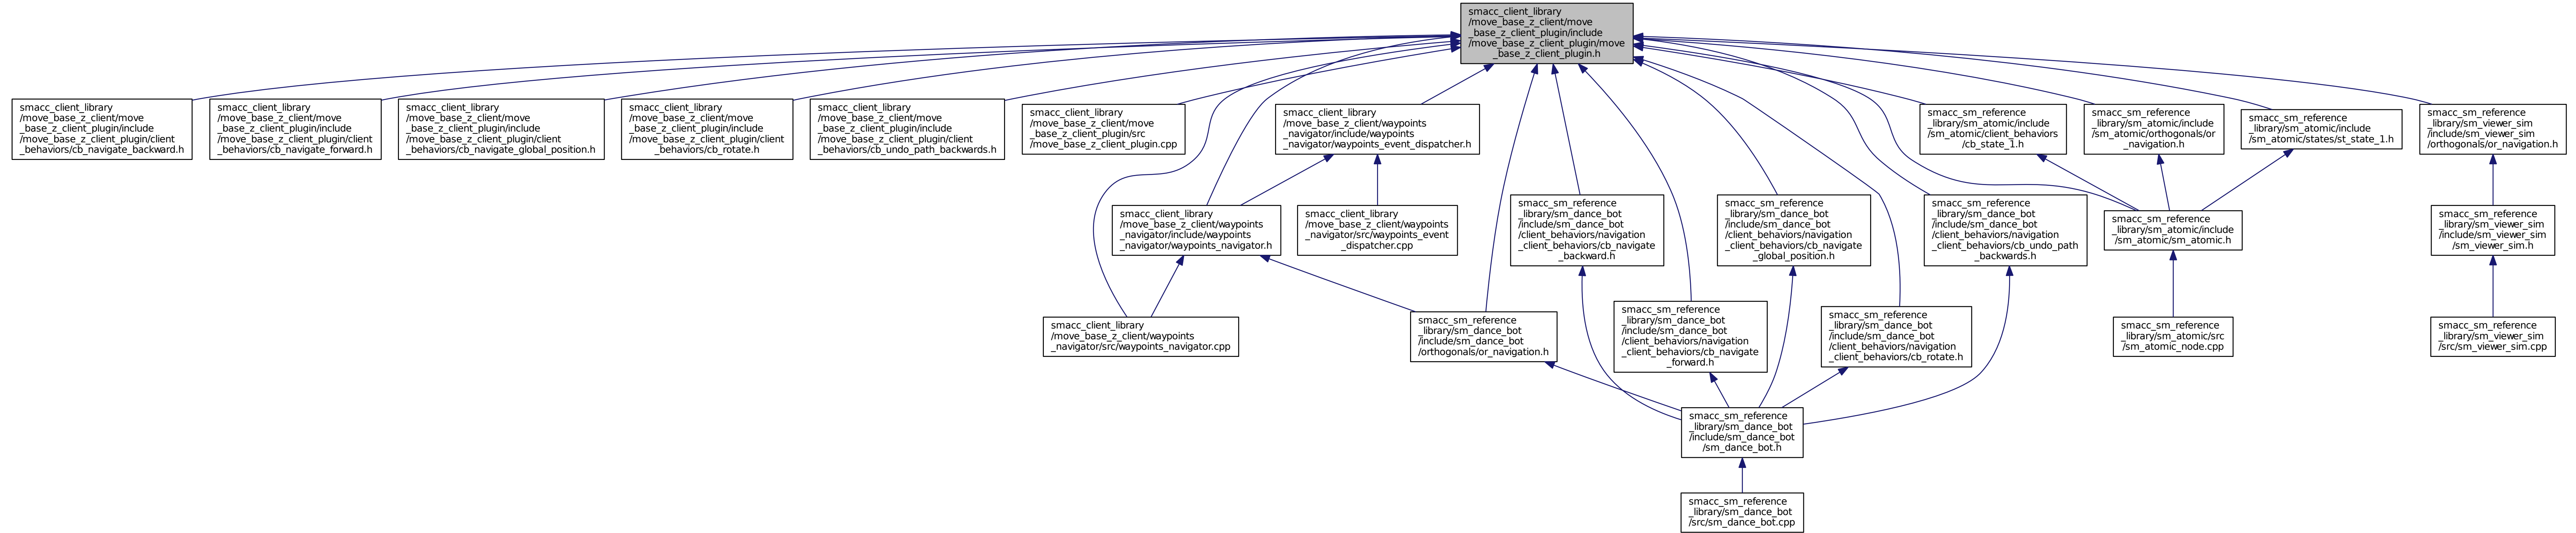 smacc_client_library
/move_base_z_client/move
_base_z_client_plugin/include
/move_base_z_client_plugin/move
_base_z_client_plugin.h
smacc_client_library
/move_base_z_client/move
_base_z_client_plugin/include
/move_base_z_client_plugin/client
_behaviors/cb_navigate_backward.h
smacc_client_library
/move_base_z_client/move
_base_z_client_plugin/include
/move_base_z_client_plugin/client
_behaviors/cb_navigate_forward.h
smacc_client_library
/move_base_z_client/move
_base_z_client_plugin/include
/move_base_z_client_plugin/client
_behaviors/cb_navigate_global_position.h
smacc_client_library
/move_base_z_client/move
_base_z_client_plugin/include
/move_base_z_client_plugin/client
_behaviors/cb_rotate.h
smacc_client_library
/move_base_z_client/move
_base_z_client_plugin/include
/move_base_z_client_plugin/client
_behaviors/cb_undo_path_backwards.h
smacc_client_library
/move_base_z_client/move
_base_z_client_plugin/src
/move_base_z_client_plugin.cpp
smacc_client_library
/move_base_z_client/waypoints
_navigator/include/waypoints
_navigator/waypoints_event_dispatcher.h
smacc_sm_reference
_library/sm_atomic/include
/sm_atomic/client_behaviors
/cb_state_1.h
smacc_sm_reference
_library/sm_atomic/include
/sm_atomic/orthogonals/or
_navigation.h
smacc_sm_reference
_library/sm_atomic/include
/sm_atomic/states/st_state_1.h
smacc_sm_reference
_library/sm_viewer_sim
/include/sm_viewer_sim
/orthogonals/or_navigation.h
smacc_client_library
/move_base_z_client/waypoints
_navigator/include/waypoints
_navigator/waypoints_navigator.h
smacc_client_library
/move_base_z_client/waypoints
_navigator/src/waypoints_event
_dispatcher.cpp
smacc_sm_reference
_library/sm_dance_bot
/include/sm_dance_bot
/client_behaviors/navigation
_client_behaviors/cb_navigate
_backward.h
smacc_sm_reference
_library/sm_dance_bot
/include/sm_dance_bot
/client_behaviors/navigation
_client_behaviors/cb_navigate
_global_position.h
smacc_sm_reference
_library/sm_dance_bot
/include/sm_dance_bot
/client_behaviors/navigation
_client_behaviors/cb_undo_path
_backwards.h
smacc_sm_reference
_library/sm_atomic/include
/sm_atomic/sm_atomic.h
smacc_sm_reference
_library/sm_viewer_sim
/include/sm_viewer_sim
/sm_viewer_sim.h
smacc_client_library
/move_base_z_client/waypoints
_navigator/src/waypoints_navigator.cpp
smacc_sm_reference
_library/sm_dance_bot
/include/sm_dance_bot
/orthogonals/or_navigation.h
smacc_sm_reference
_library/sm_dance_bot
/include/sm_dance_bot
/client_behaviors/navigation
_client_behaviors/cb_navigate
_forward.h
smacc_sm_reference
_library/sm_dance_bot
/include/sm_dance_bot
/client_behaviors/navigation
_client_behaviors/cb_rotate.h
smacc_sm_reference
_library/sm_atomic/src
/sm_atomic_node.cpp
smacc_sm_reference
_library/sm_viewer_sim
/src/sm_viewer_sim.cpp
smacc_sm_reference
_library/sm_dance_bot
/include/sm_dance_bot
/sm_dance_bot.h
smacc_sm_reference
_library/sm_dance_bot
/src/sm_dance_bot.cpp